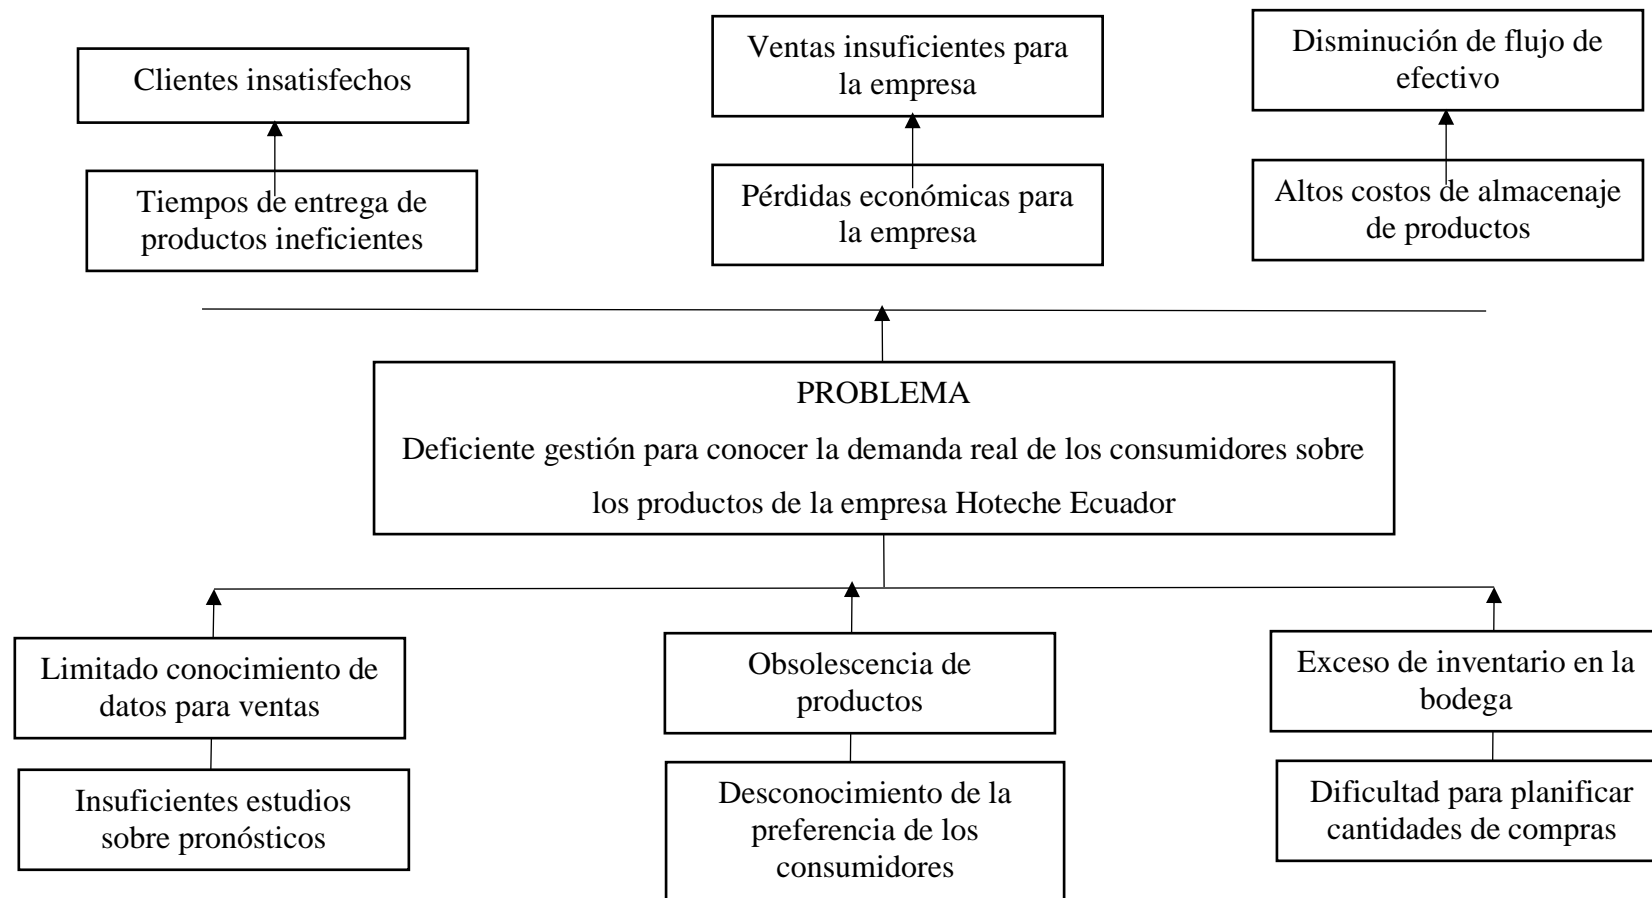 Clientes insatisfechos
Ventas insuficientes para
la empresa
Disminución de flujo de
efectivo
Tiempos de entrega de
productos ineficientes
Pérdidas económicas para
la empresa
Altos costos de almacenaje
de productos
PROBLEMA
Deficiente gestión para conocer la demanda real de los consumidores sobre
los productos de la empresa Hoteche Ecuador
Limitado conocimiento de
datos para ventas
Obsolescencia de
productos
Exceso de inventario en la
bodega
Insuficientes estudios
sobre pronósticos
Desconocimiento de la
preferencia de los
consumidores
Dificultad para planificar
cantidades de compras